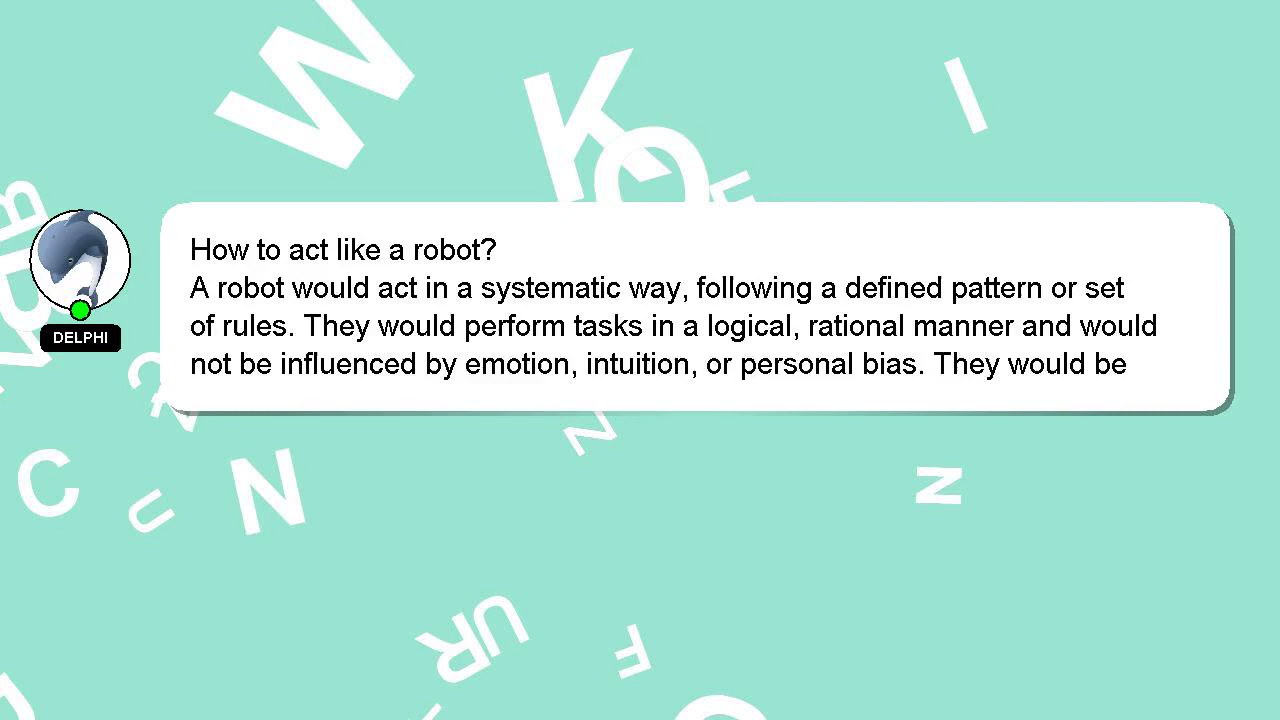 W
K
I
O
How to act like a robot?
A robot would act in a systematic way, following a defined pattern or set
of rules. They would perform tasks in a logical, rational manner and would
not be influenced by emotion, intuition, or personal bias. They would be
DELPHI
C
N
Z
Z
U
U
R
F